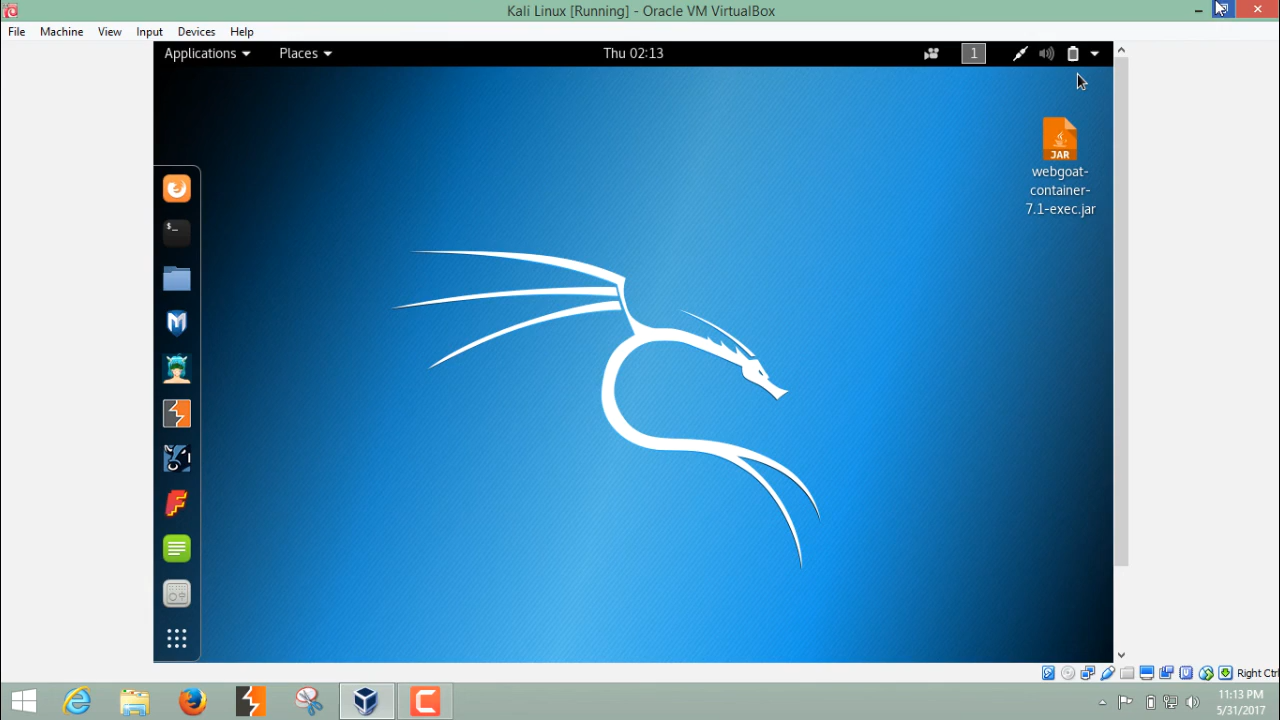 Kali Linux [Running] - Oracle VM VirtualBox
File Machine View Input Devices Help
Applications Places Thu 02:13 1
JAR
webgoat-
container-
7.1-exec.jar
$_
Right Ctrl
11:13 PM
5/31/2017